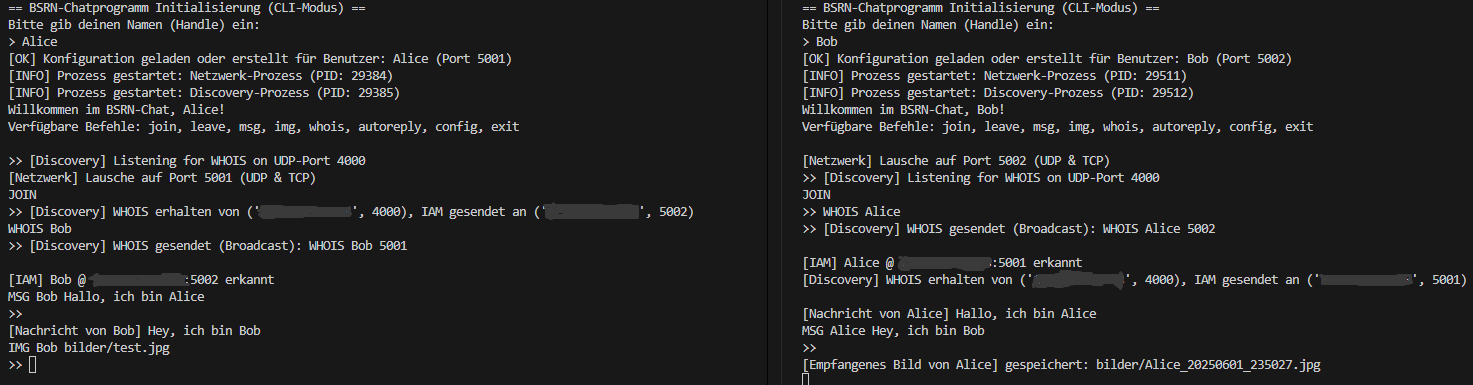 == BSRN-Chatprogramm Initialisierung (CLI-Modus) ==
Bitte gib deinen Namen (Handle) ein:
> Alice
[OK] Konfiguration geladen oder erstellt für Benutzer: Alice (Port 5001)
[INFO] Prozess gestartet: Netzwerk-Prozess (PID: 29384)
[INFO] Prozess gestartet: Discovery-Prozess (PID: 29385)
Willkommen im BSRN-Chat, Alice!
Verfügbare Befehle: join, leave, msg, img, whois, autoreply, config, exit
>> [Discovery] Listening for WHOIS on UDP-Port 4000
[Netzwerk] Lausche auf Port 5001 (UDP & TCP)
JOIN
>> [Discovery] WHOIS erhalten von ('', 4000), IAM gesendet an ('', 5002)
WHOIS Bob
>> [Discovery] WHOIS gesendet (Broadcast): WHOIS Bob 5001
[IAM] Bob @ :5002 erkannt
MSG Bob Hallo, ich bin Alice
>>
[Nachricht von Bob] Hey, ich bin Bob
IMG Bob bilder/test.jpg
>>
== BSRN-Chatprogramm Initialisierung (CLI-Modus) ==
Bitte gib deinen Namen (Handle) ein:
> Bob
[OK] Konfiguration geladen oder erstellt für Benutzer: Bob (Port 5002)
[INFO] Prozess gestartet: Netzwerk-Prozess (PID: 29511)
[INFO] Prozess gestartet: Discovery-Prozess (PID: 29512)
Willkommen im BSRN-Chat, Bob!
Verfügbare Befehle: join, leave, msg, img, whois, autoreply, config, exit
[Netzwerk] Lausche auf Port 5002 (UDP & TCP)
>> [Discovery] Listening for WHOIS on UDP-Port 4000
JOIN
>> WHOIS Alice
>> [Discovery] WHOIS gesendet (Broadcast): WHOIS Alice 5002
[IAM] Alice @ :5001 erkannt
[Discovery] WHOIS erhalten von ('', 4000), IAM gesendet an ('', 5001)
[Nachricht von Alice] Hallo, ich bin Alice
MSG Alice Hey, ich bin Bob
>>
[Empfangenes Bild von Alice] gespeichert: bilder/Alice_20250601_235027.jpg